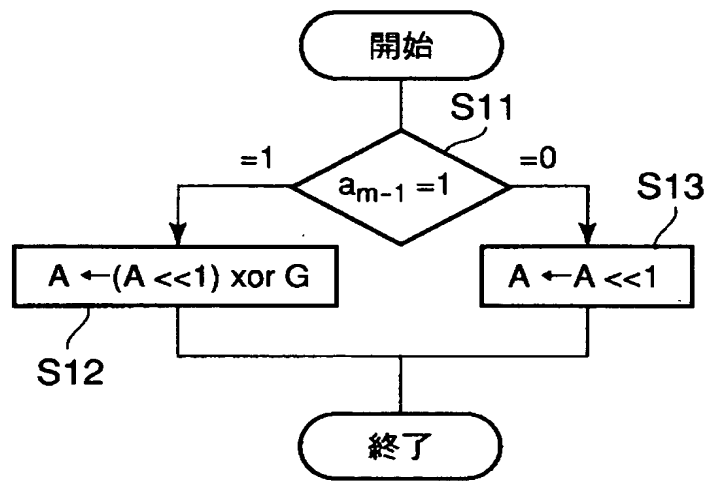 開始
S11
=1
a_{m-1} =1
=0
S13
A ←(A <<1) xor G
A ←A <<1
S12
終了